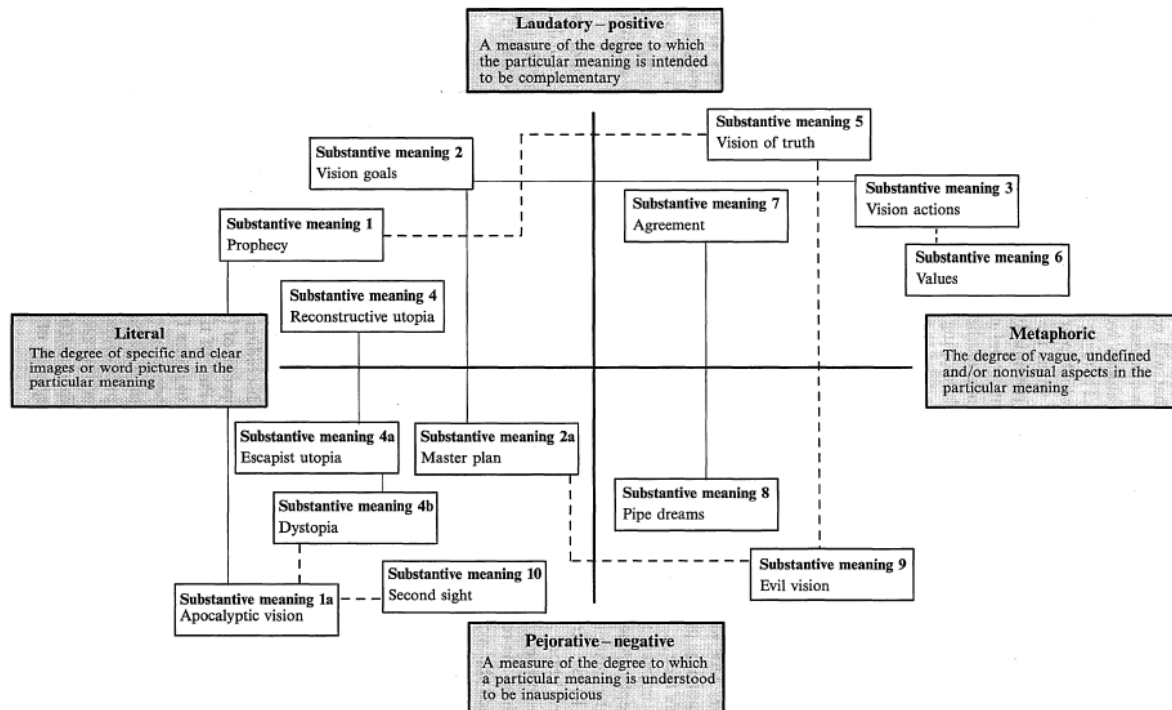 Laudatory – positive
A measure of the degree to which
the particular meaning is intended
to be complementary
Substantive meaning 5
Vision of truth
Substantive meaning 2
Vision goals
Substantive meaning 3
Vision actions
Substantive meaning 7
Agreement
Substantive meaning 1
Prophecy
Substantive meaning 6
Values
Substantive meaning 4
Reconstructive utopia
Literal
The degree of specific and clear
images or word pictures in the
particular meaning
Metaphoric
The degree of vague, undefined
and/or nonvisual aspects in the
particular meaning
Substantive meaning 4a
Escapist utopia
Substantive meaning 2a
Master plan
Substantive meaning 8
Pipe dreams
Substantive meaning 4b
Dystopia
Substantive meaning 9
Evil vision
Substantive meaning 10
Second sight
Substantive meaning 1a
Apocalyptic vision
Pejorative – negative
A measure of the degree to which
a particular meaning is understood
to be inauspicious